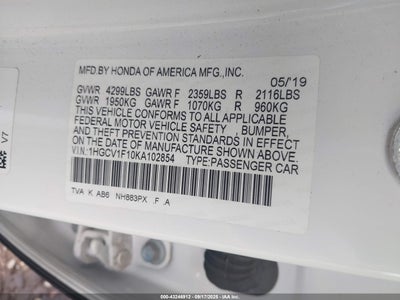 MFD.BY HONDA OF AMERICA MFG.,INC. 05/'19
GVWR 4299LBS GAWR F 2359LBS R 2116LBS
GVWR 1950KG GAWR F 1070KG R 960KG
THIS VEHICLE CONFORMS TO ALL APPLICABLE
FEDERAL MOTOR VEHICLE SAFETY , BUMPER,
AND THEFT PREVENTION STANDARDS IN EFFECT
ON THE DATE OF MANUFACTURE SHOWN ABOVE.
V.I.N:1HGCV1F10KA102854 TYPE:PASSENGER CAR
TVA K AB6 NH883PX .F A
V7
000-43246913 | 09/17/2025 | ©IAA